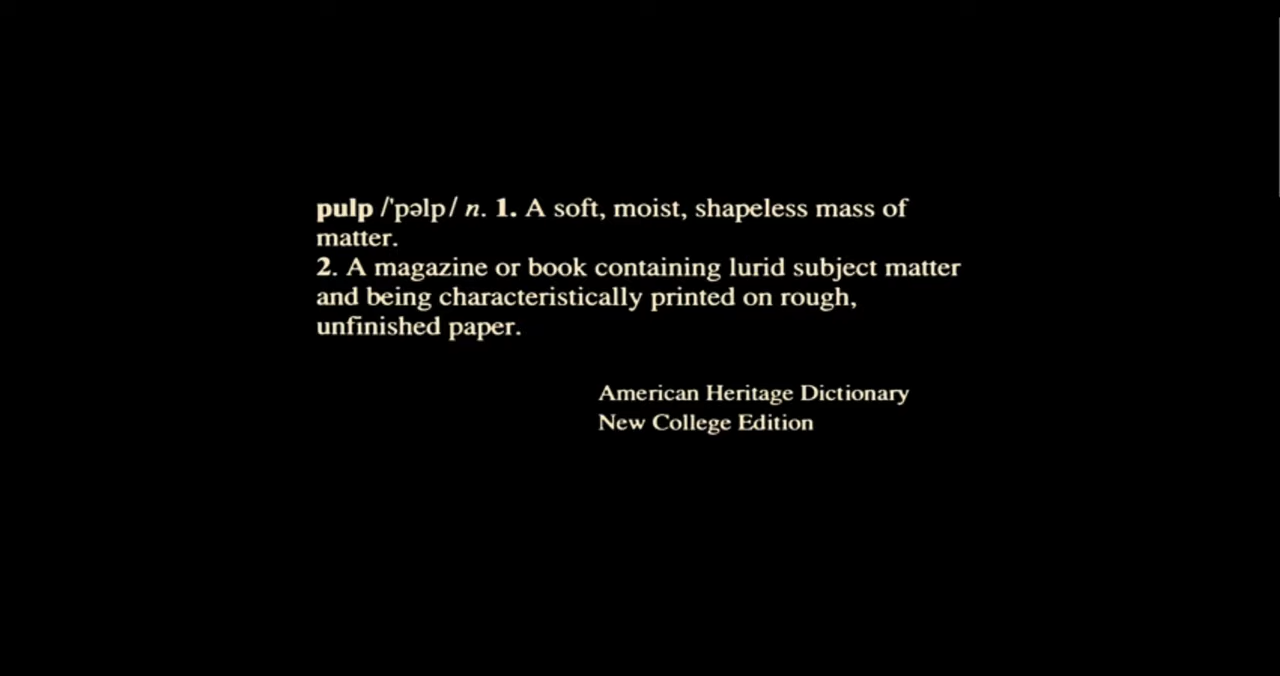 pulp /'pəlp/ n. 1. A soft, moist, shapeless mass of
matter.
2. A magazine or book containing lurid subject matter
and being characteristically printed on rough,
unfinished paper.
American Heritage Dictionary
New College Edition